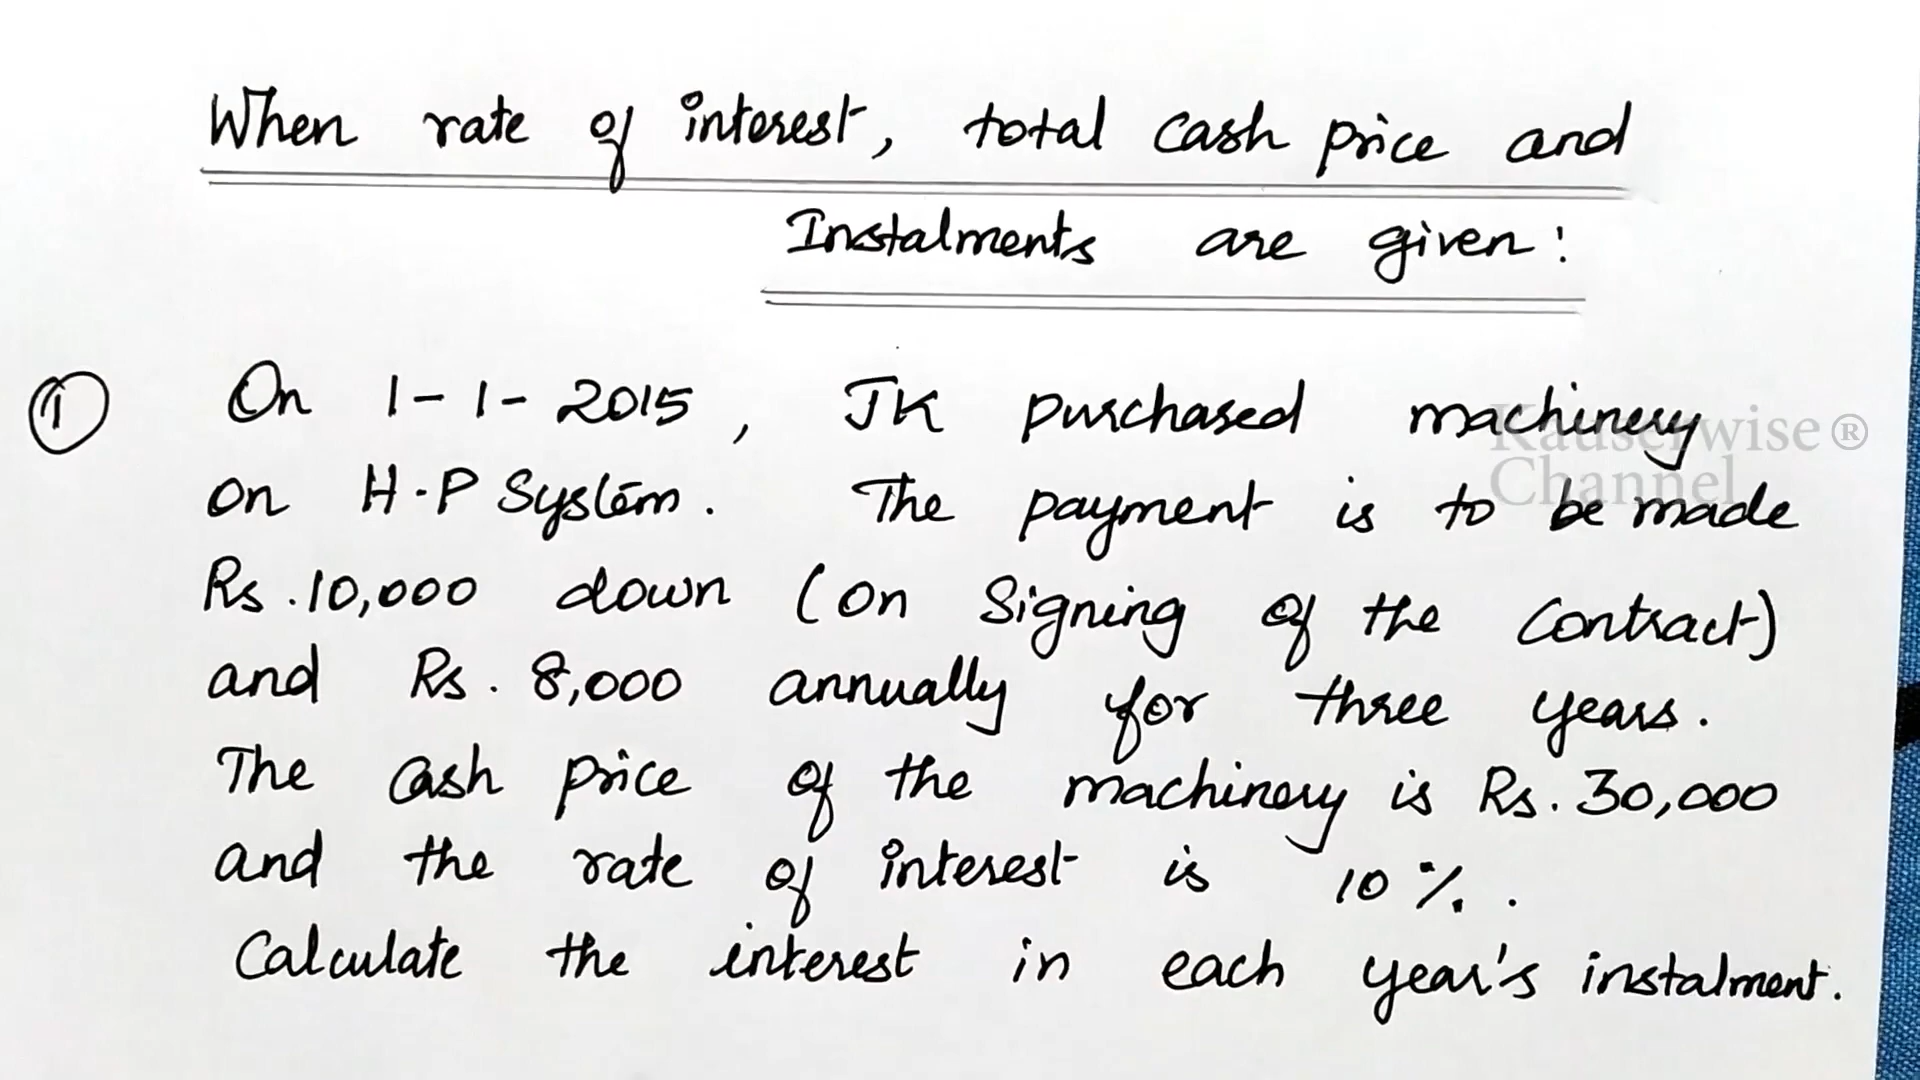 When rate of interest, total cash price and
Instalments are given:
① On 1-1-2015, JK purchased machinery
on H.P System. The payment is to be made
Rs. 10,000 down (on signing of the contract)
and Rs. 8,000 annually for three years.
The cash price of the machinery is Rs. 30,000
and the rate of interest is 10%.
Calculate the interest in each year's instalment.
Kauserwise®
Channel